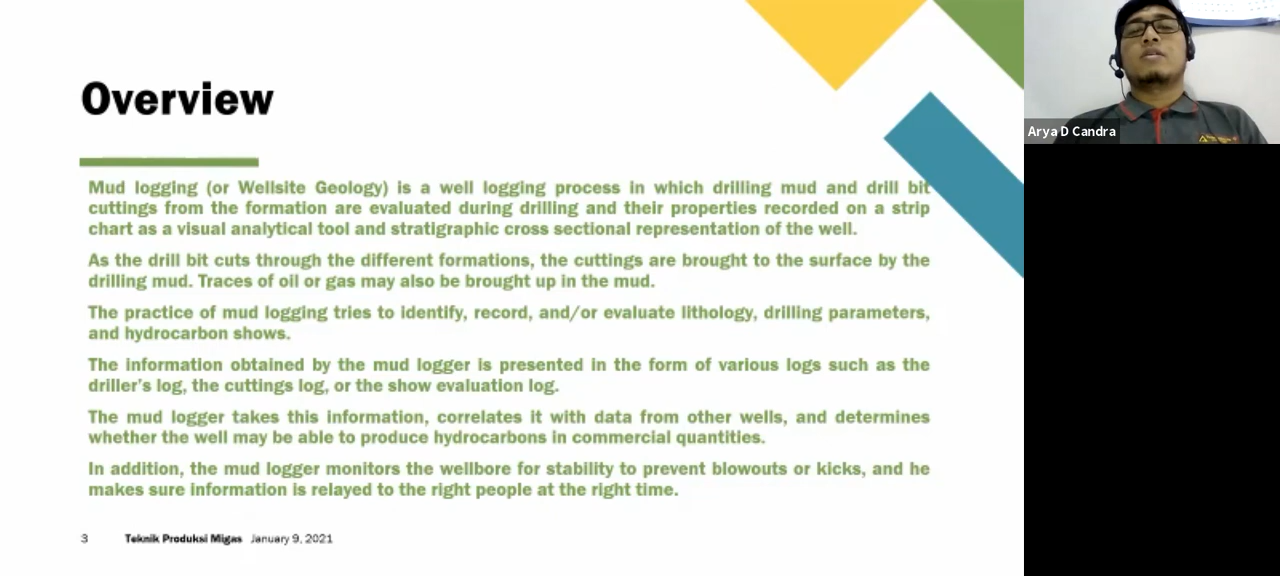 Overview
Mud logging (or Wellsite Geology) is a well logging process in which drilling mud and drill bit
cuttings from the formation are evaluated during drilling and their properties recorded on a strip
chart as a visual analytical tool and stratigraphic cross sectional representation of the well.
As the drill bit cuts through the different formations, the cuttings are brought to the surface by the
drilling mud. Traces of oil or gas may also be brought up in the mud.
The practice of mud logging tries to identify, record, and/or evaluate lithology, drilling parameters,
and hydrocarbon shows.
The information obtained by the mud logger is presented in the form of various logs such as the
driller's log, the cuttings log, or the show evaluation log.
The mud logger takes this information, correlates it with data from other wells, and determines
whether the well may be able to produce hydrocarbons in commercial quantities.
In addition, the mud logger monitors the wellbore for stability to prevent blowouts or kicks, and he
makes sure information is relayed to the right people at the right time.
3 Teknik Produksi Migas January 9, 2021
Arya D Candra